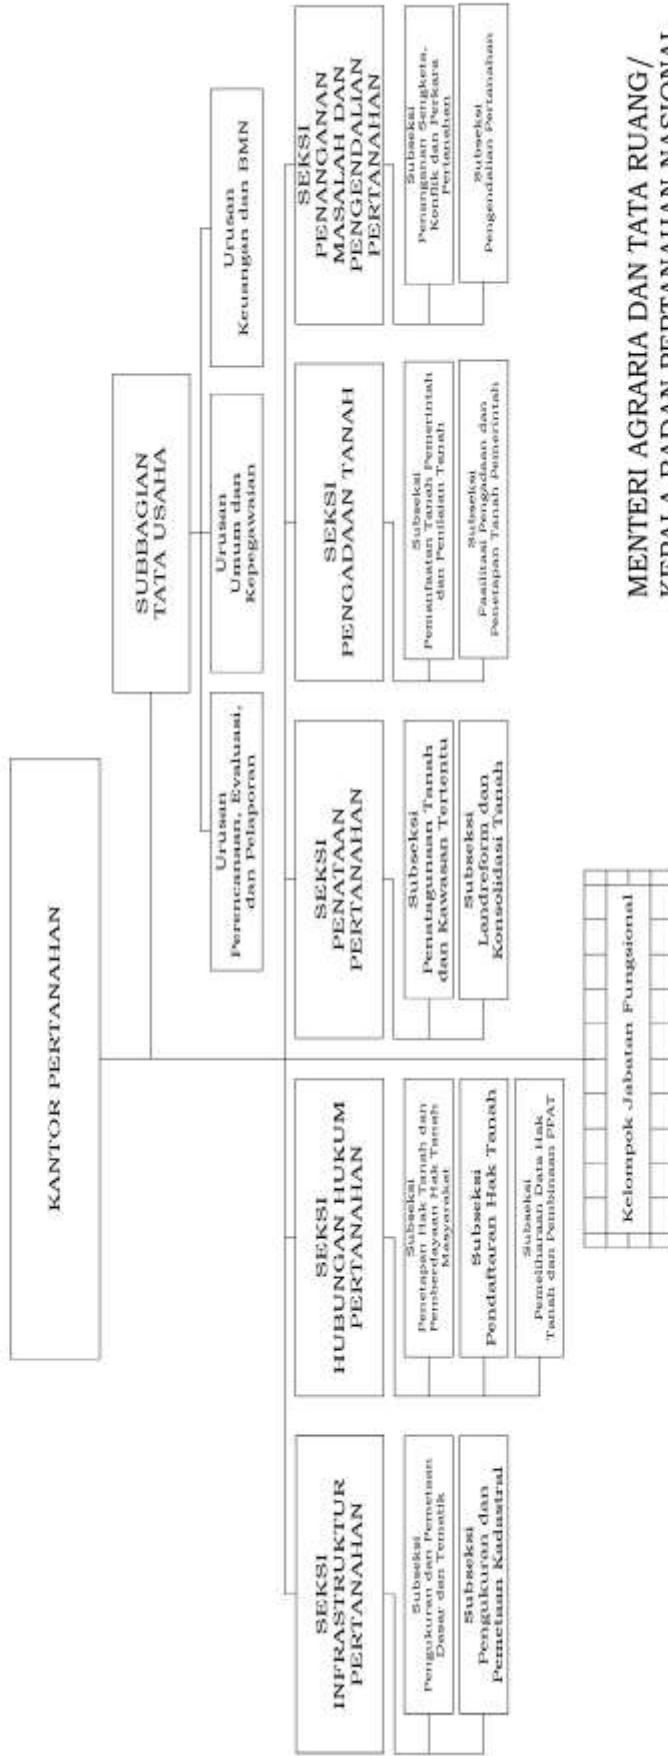 KANTOR PERTANAHAN
SUBBAGIAN
TATA USAHA
Urusan
Perencanaan, Evaluasi,
dan Pelaporan
Urusan
Umum dan
Kepegawaian
Urusan
Keuangan dan BMN
SEKSI
INFRASTRUKTUR
PERTANAHAN
SEKSI
HUBUNGAN HUKUM
PERTANAHAN
SEKSI
PENATAAN
PERTANAHAN
SEKSI
PENGADAAN TANAH
SEKSI
PENANGANAN
MASALAH DAN
PENGENDALIAN
PERTANAHAN
Subseksi
Pengukuran dan Pemetaan
Dasar dan Tematik
Subseksi
Pengukuran dan
Pemetaan Kadastral
Subseksi
Penetapan Hak Tanah dan
Pemberdayaan Hak Tanah
Masyarakat
Subseksi
Pendaftaran Hak Tanah
Subseksi
Pemeliharaan Data Hak
Tanah dan Pembinaan PPAT
Subseksi
Penatagunaan Tanah
dan Kawasan Tertentu
Subseksi
Landreform dan
Konsolidasi Tanah
Subseksi
Pemanfaatan Tanah Pemerintah
dan Penilaian Tanah
Subseksi
Fasilitasi Pengadaan dan
Penetapan Tanah Pemerintah
Subseksi
Penanganan Sengketa,
Konflik dan Perkara
Pertanahan
Subseksi
Pengendalian Pertanahan
Kelompok Jabatan Fungsional
MENTERI AGRARIA DAN TATA RUANG/
KEPALA BADAN PERTANAHAN NASIONAL